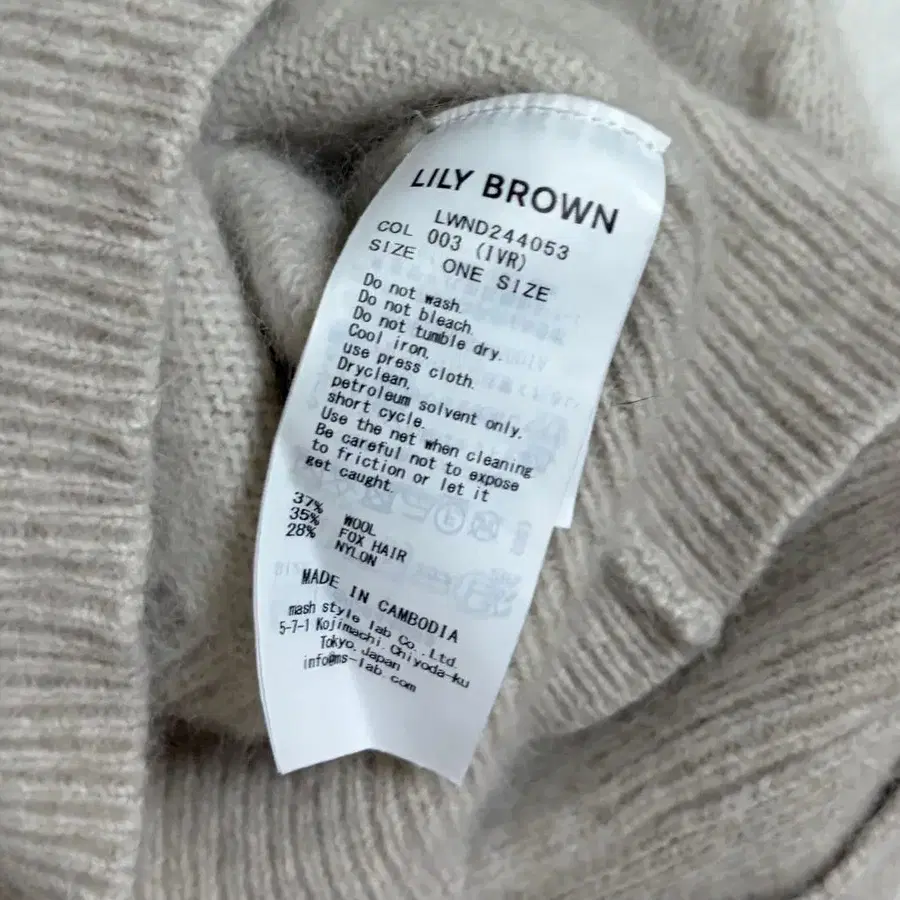 LILY BROWN
LWND244053
COL 003 (IVR)
SIZE ONE SIZE
Do not wash.
Do not bleach.
Do not tumble dry.
Cool iron,
use press cloth.
Dryclean,
petroleum solvent only.
short cycle.
Use the net when cleaning
Be careful not to expose
to friction or let it
get caught.
37% WOOL
35% FOX HAIR
28% NYLON
MADE IN CAMBODIA
mash style lab Co.,Ltd.
5-7-1 Kojimachi Chiyoda-ku
Tokyo, Japan
info@ms-lab.com